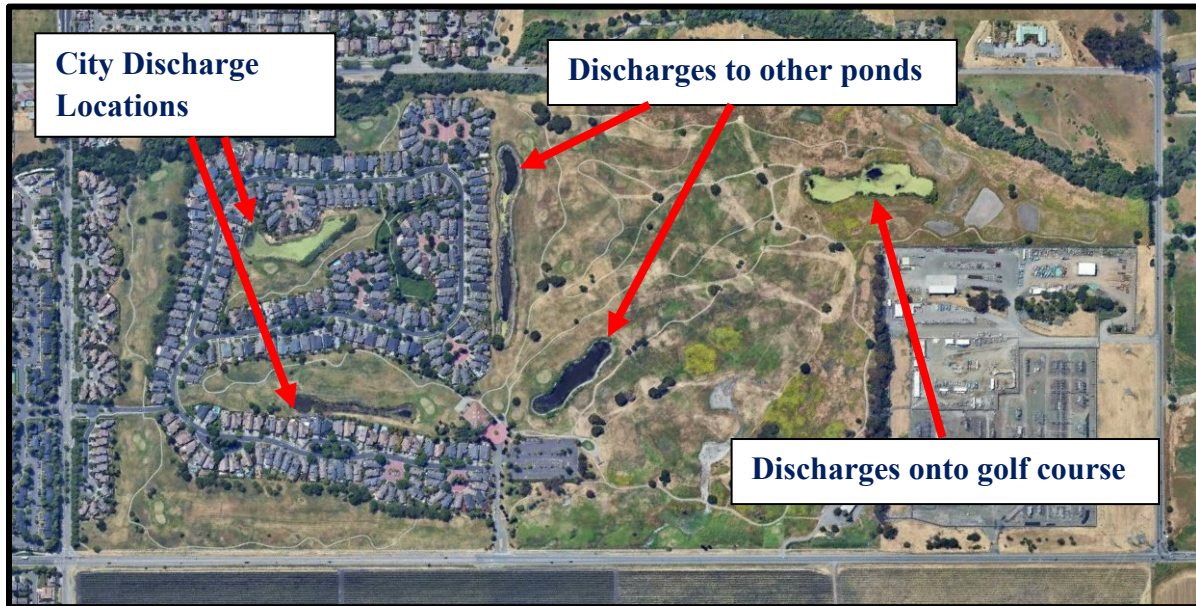 City Discharge
Locations
Discharges to other ponds
Discharges onto golf course